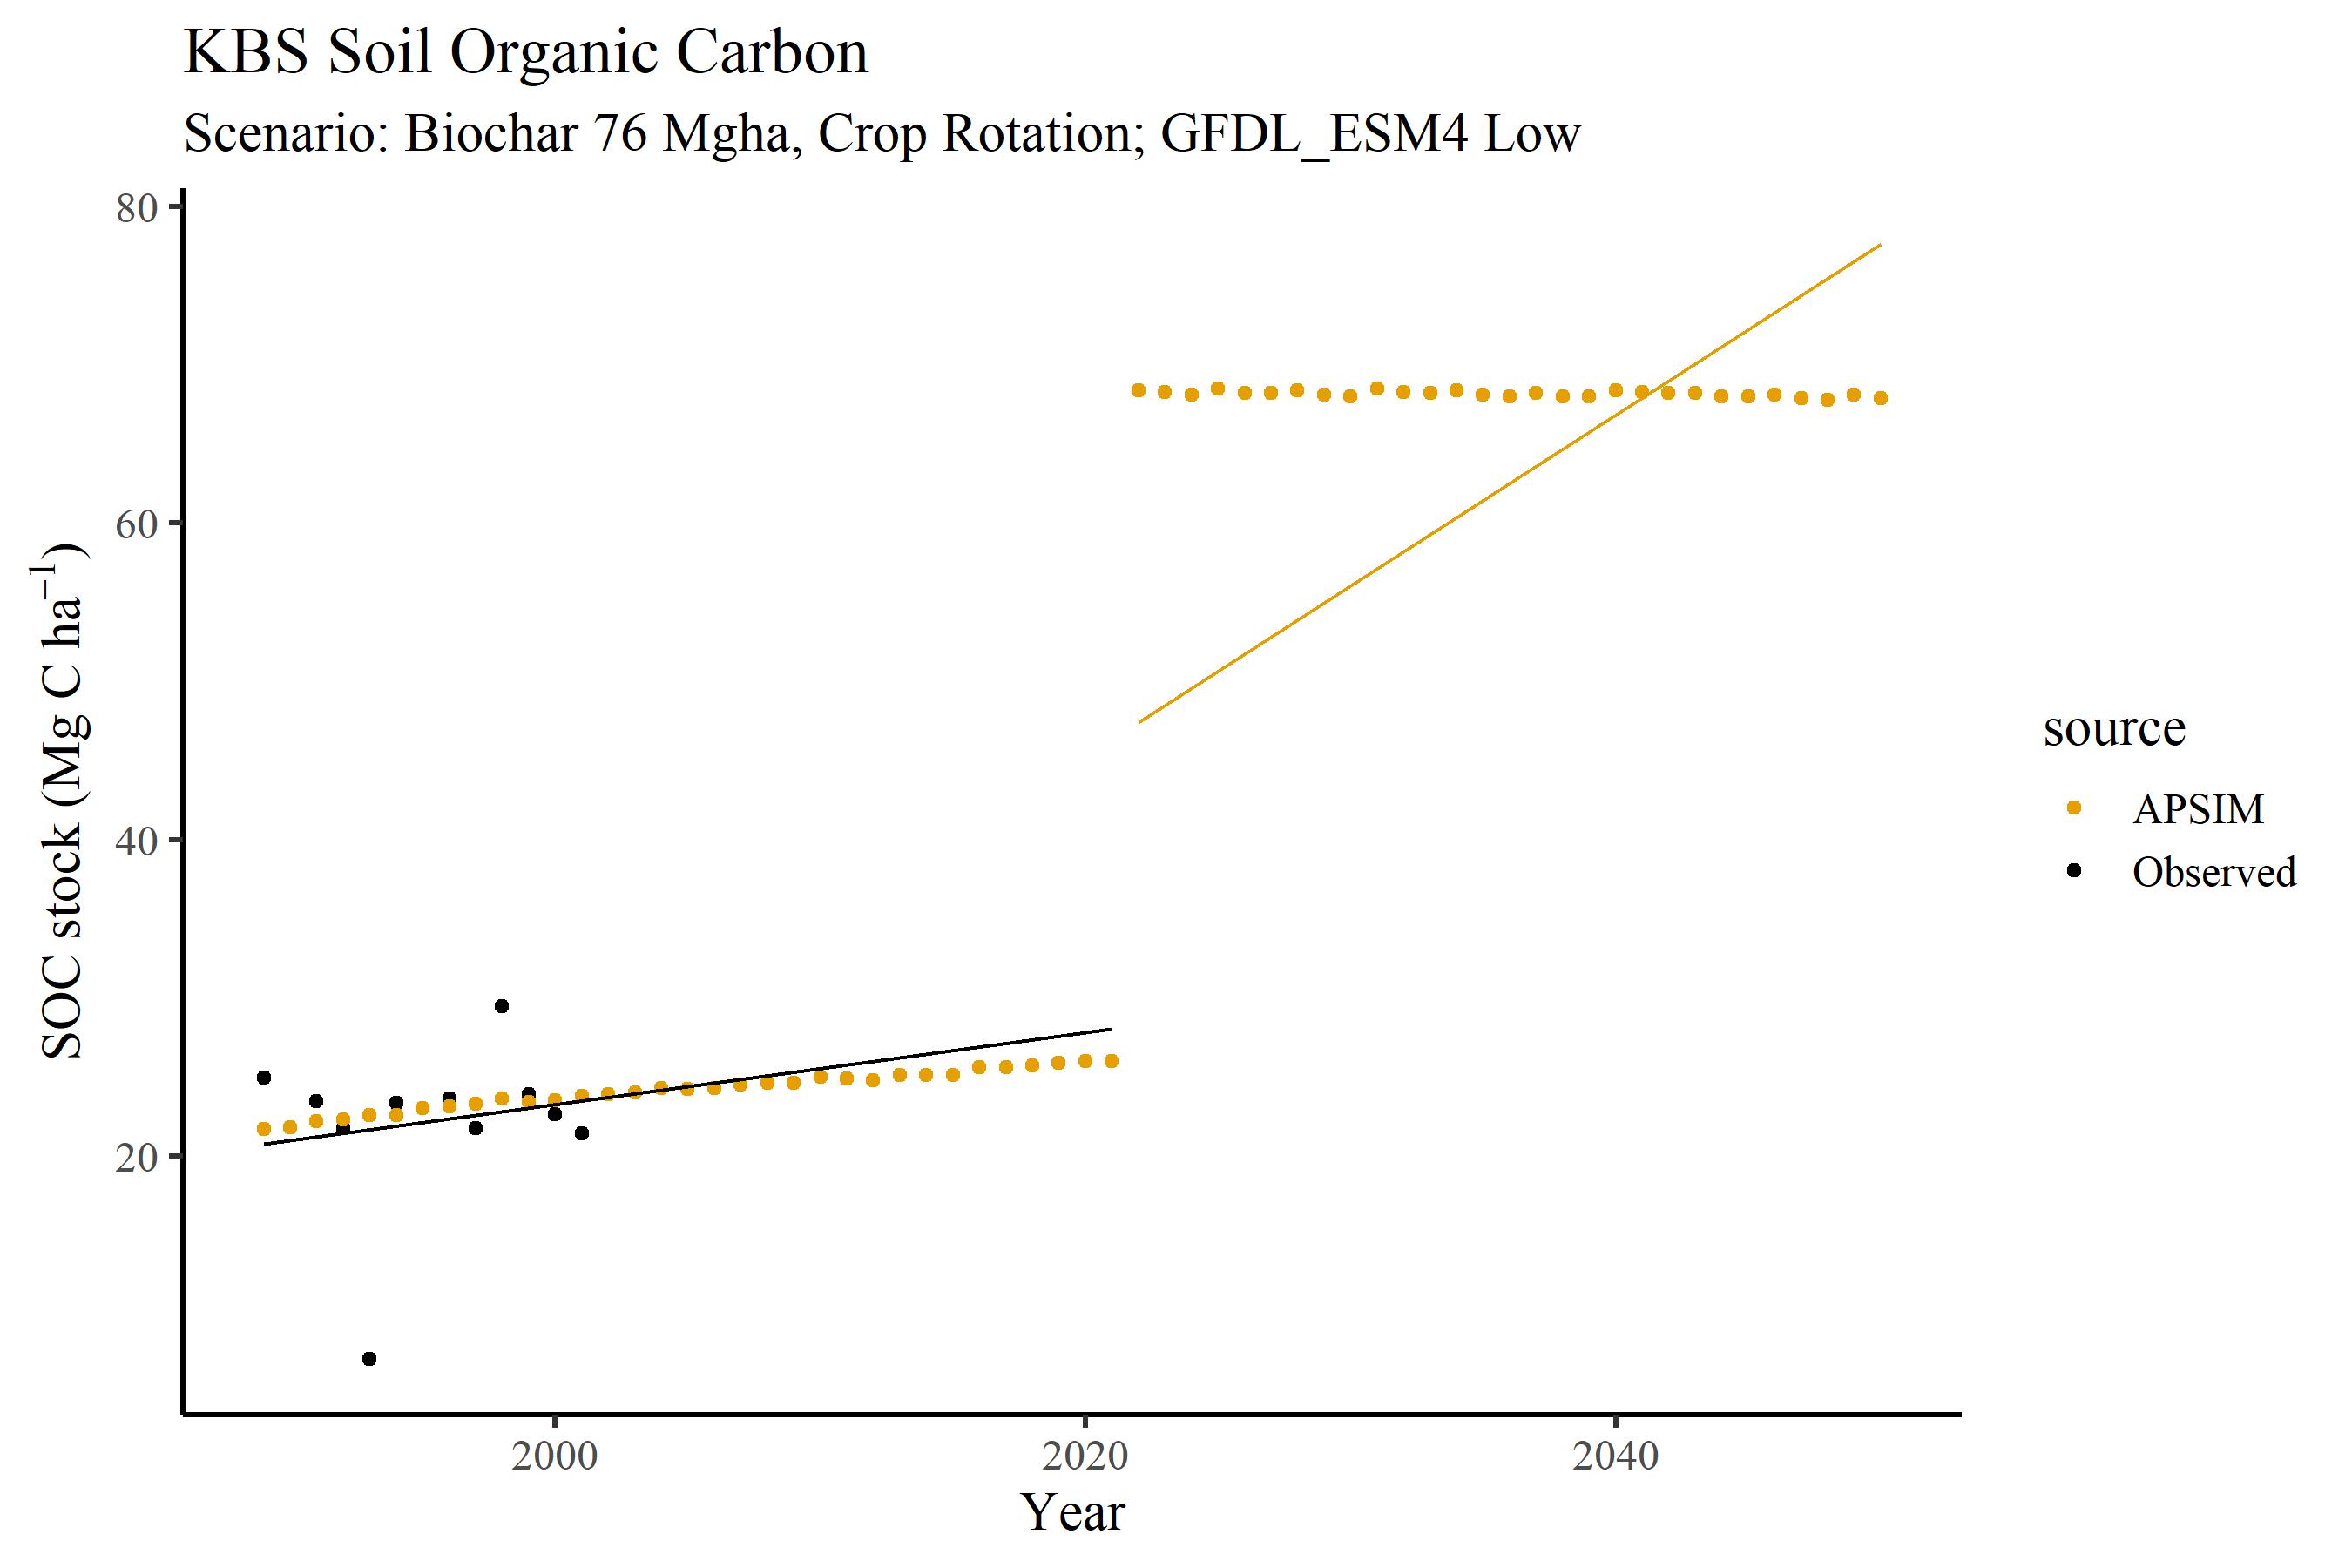 KBS Soil Organic Carbon
Scenario: Biochar 76 Mgha, Crop Rotation; GFDL_ESM4 Low
SOC stock (Mg C ha⁻¹)
80
60
40
20
2000
2020
2040
Year
source
APSIM
Observed